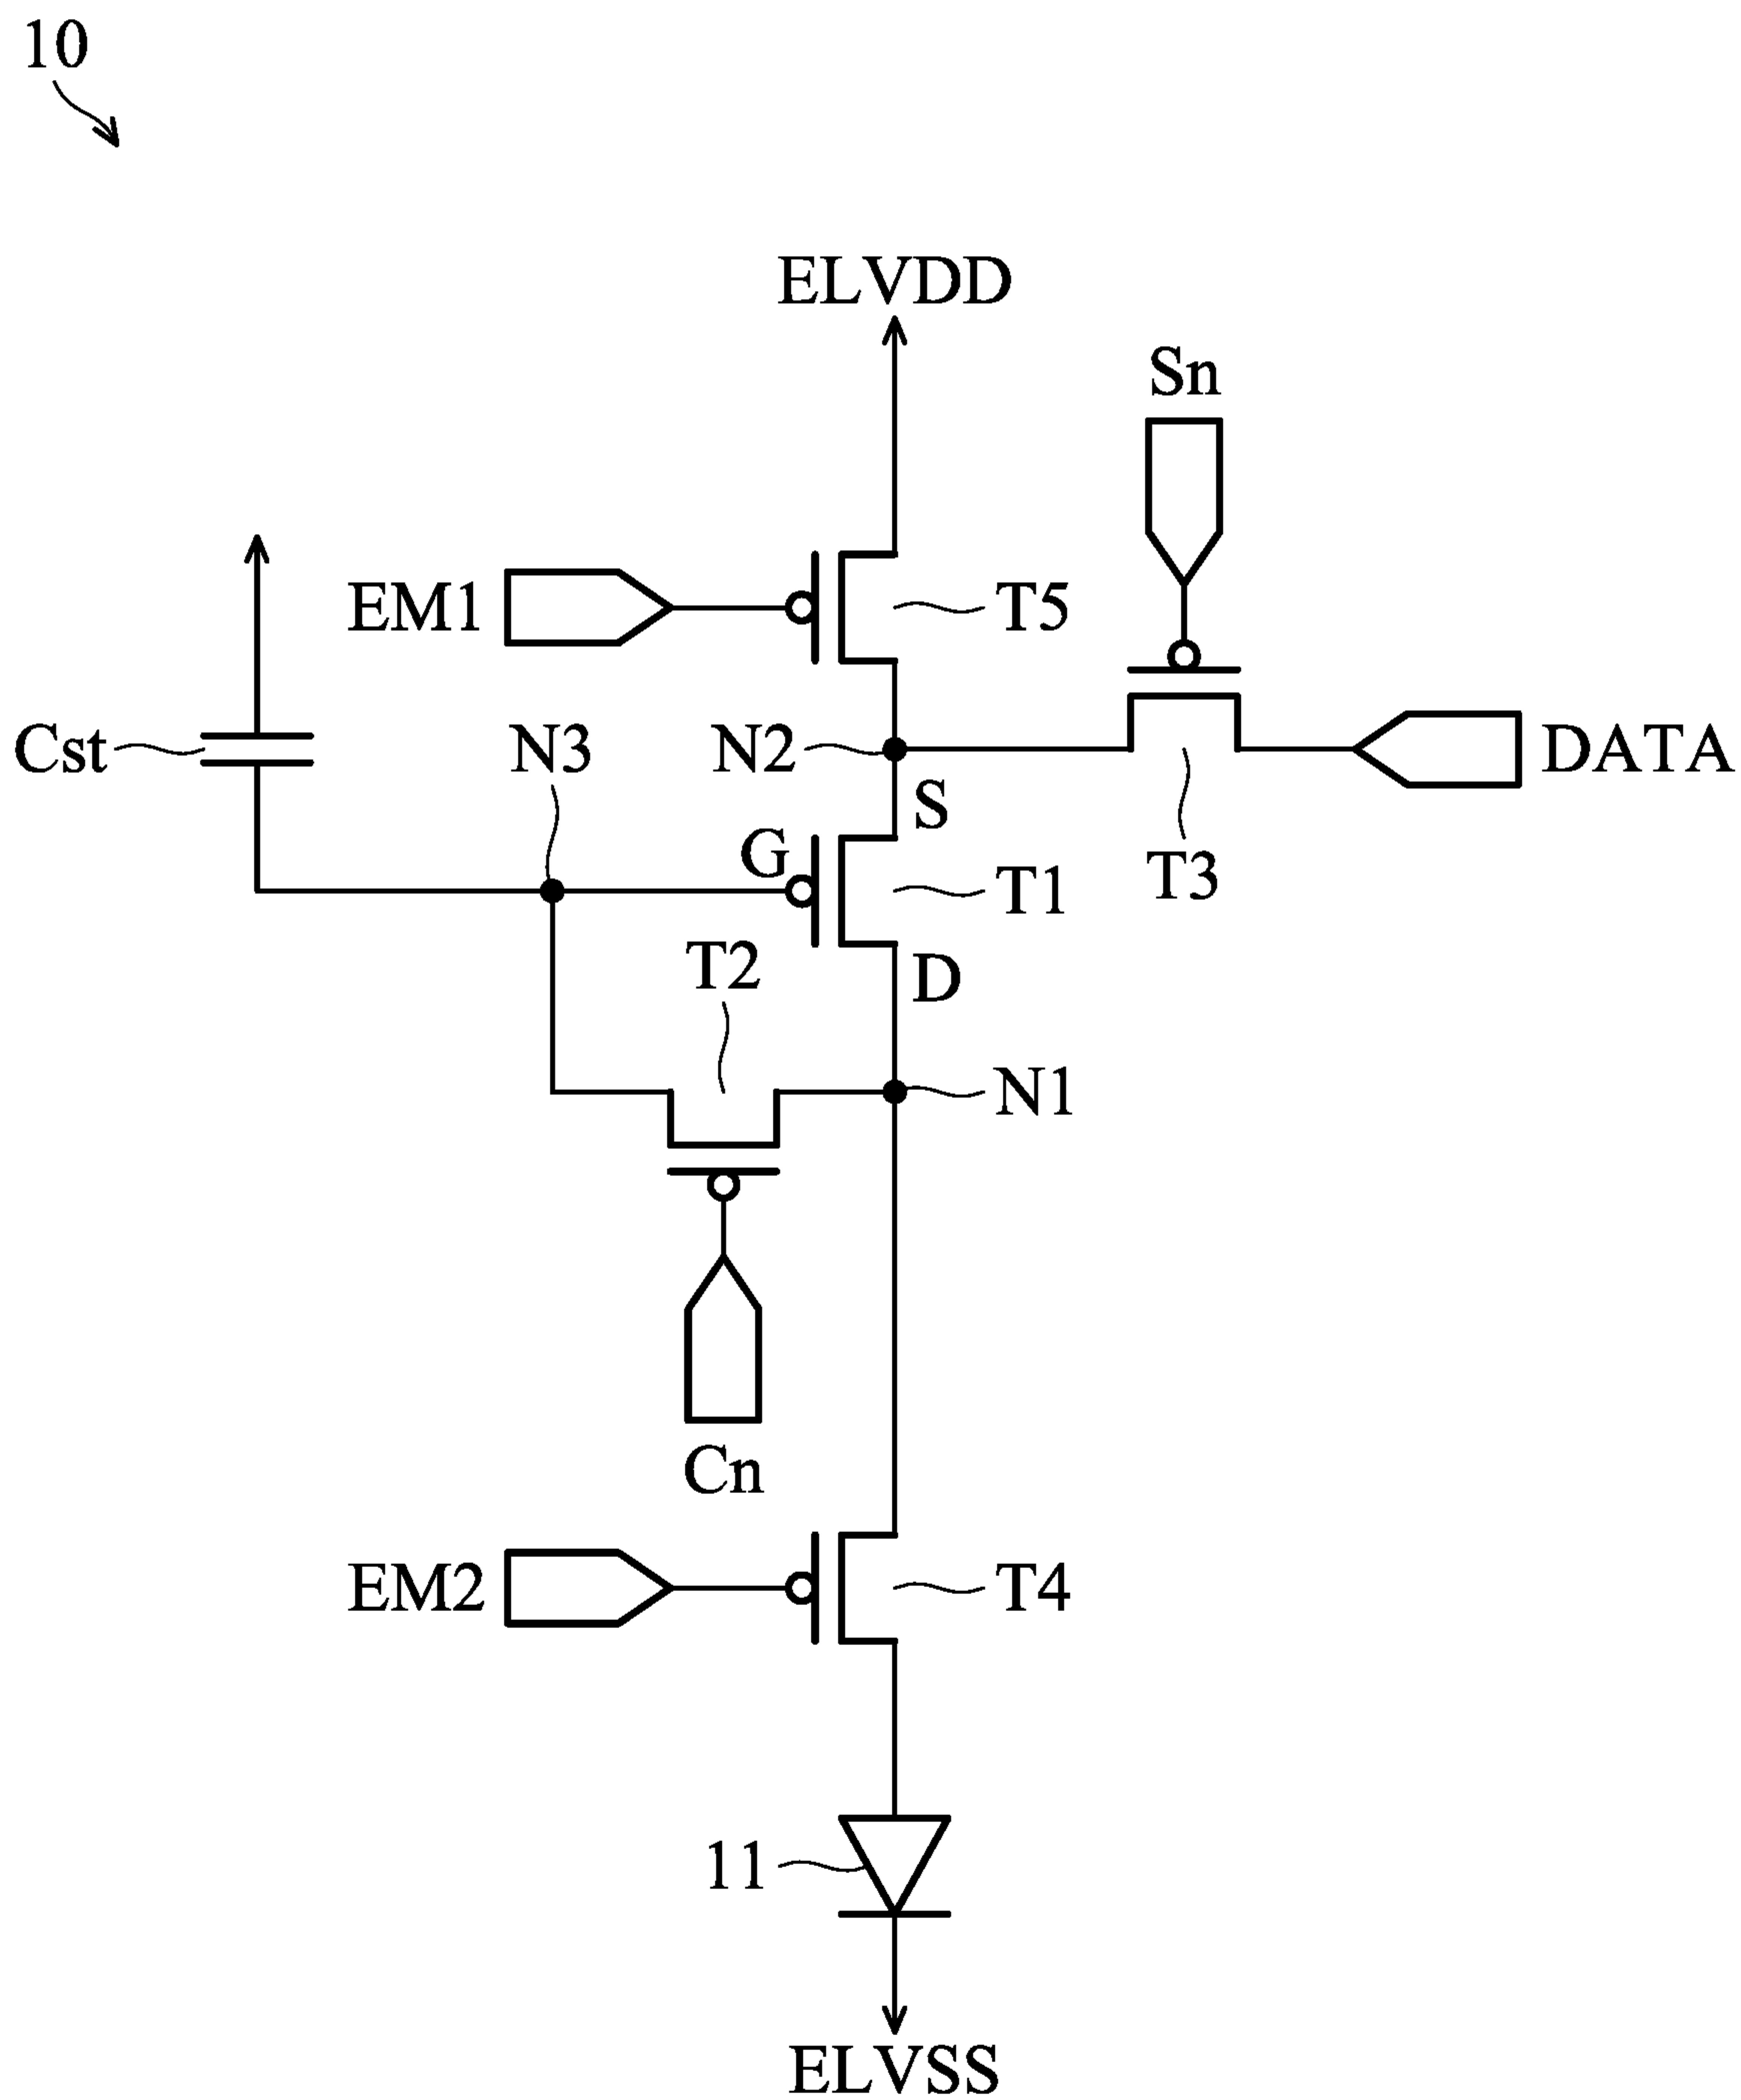 10
ELVDD
Sn
EM1
T5
Cst
N3
N2
DATA
S
G
T1
T3
T2
D
N1
Cn
EM2
T4
11
ELVSS